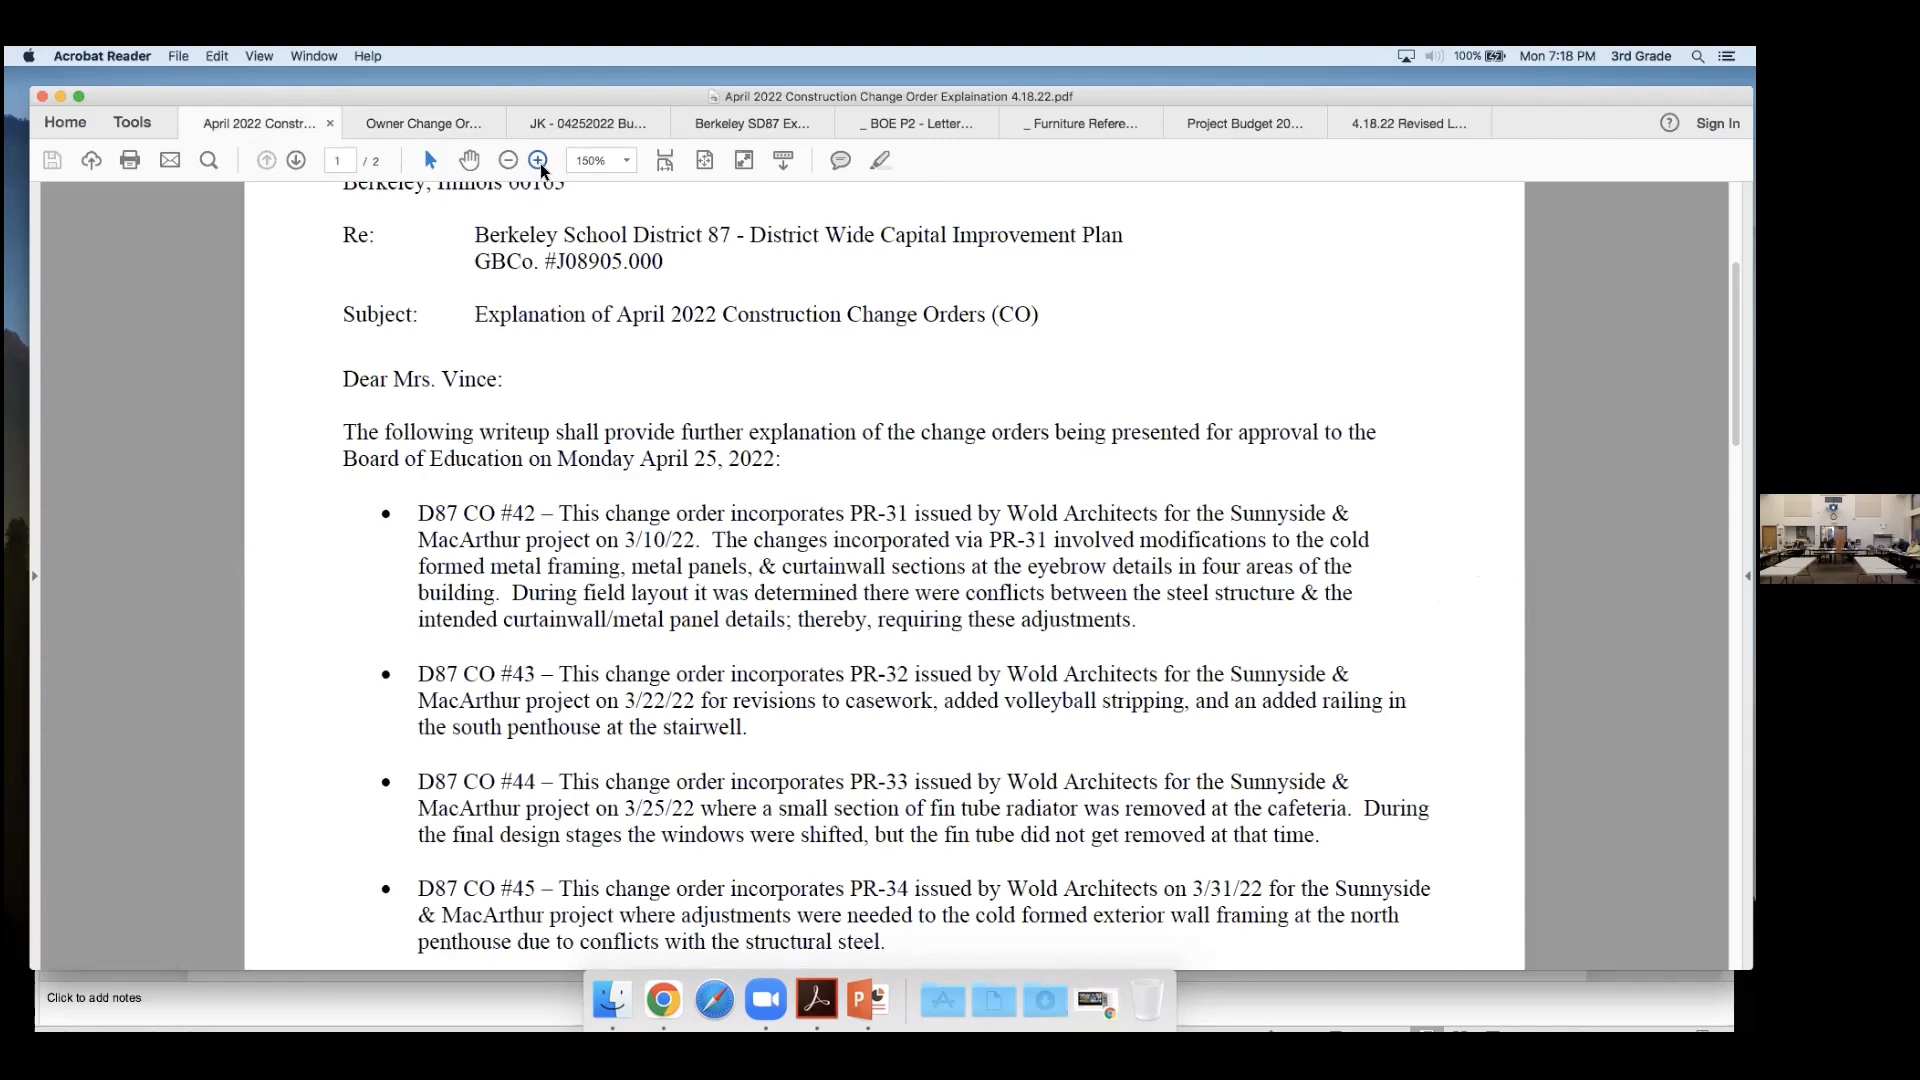 Acrobat Reader File Edit View Window Help 100% Mon 7:18 PM 3rd Grade
April 2022 Construction Change Order Explaination 4.18.22.pdf
Home Tools April 2022 Constr... × Owner Change Or... JK - 04252022 Bu... Berkeley SD87 Ex... _ BOE P2 - Letter... _ Furniture Refere... Project Budget 20... 4.18.22 Revised L... ? Sign In
1 / 2 150%
Berkeley, Illinois 60163
Re: Berkeley School District 87 - District Wide Capital Improvement Plan
GBCo. #J08905.000
Subject: Explanation of April 2022 Construction Change Orders (CO)
Dear Mrs. Vince:
The following writeup shall provide further explanation of the change orders being presented for approval to the
Board of Education on Monday April 25, 2022:
• D87 CO #42 – This change order incorporates PR-31 issued by Wold Architects for the Sunnyside &
MacArthur project on 3/10/22. The changes incorporated via PR-31 involved modifications to the cold
formed metal framing, metal panels, & curtainwall sections at the eyebrow details in four areas of the
building. During field layout it was determined there were conflicts between the steel structure & the
intended curtainwall/metal panel details; thereby, requiring these adjustments.
• D87 CO #43 – This change order incorporates PR-32 issued by Wold Architects for the Sunnyside &
MacArthur project on 3/22/22 for revisions to casework, added volleyball stripping, and an added railing in
the south penthouse at the stairwell.
• D87 CO #44 – This change order incorporates PR-33 issued by Wold Architects for the Sunnyside &
MacArthur project on 3/25/22 where a small section of fin tube radiator was removed at the cafeteria. During
the final design stages the windows were shifted, but the fin tube did not get removed at that time.
• D87 CO #45 – This change order incorporates PR-34 issued by Wold Architects on 3/31/22 for the Sunnyside
& MacArthur project where adjustments were needed to the cold formed exterior wall framing at the north
penthouse due to conflicts with the structural steel.
Click to add notes